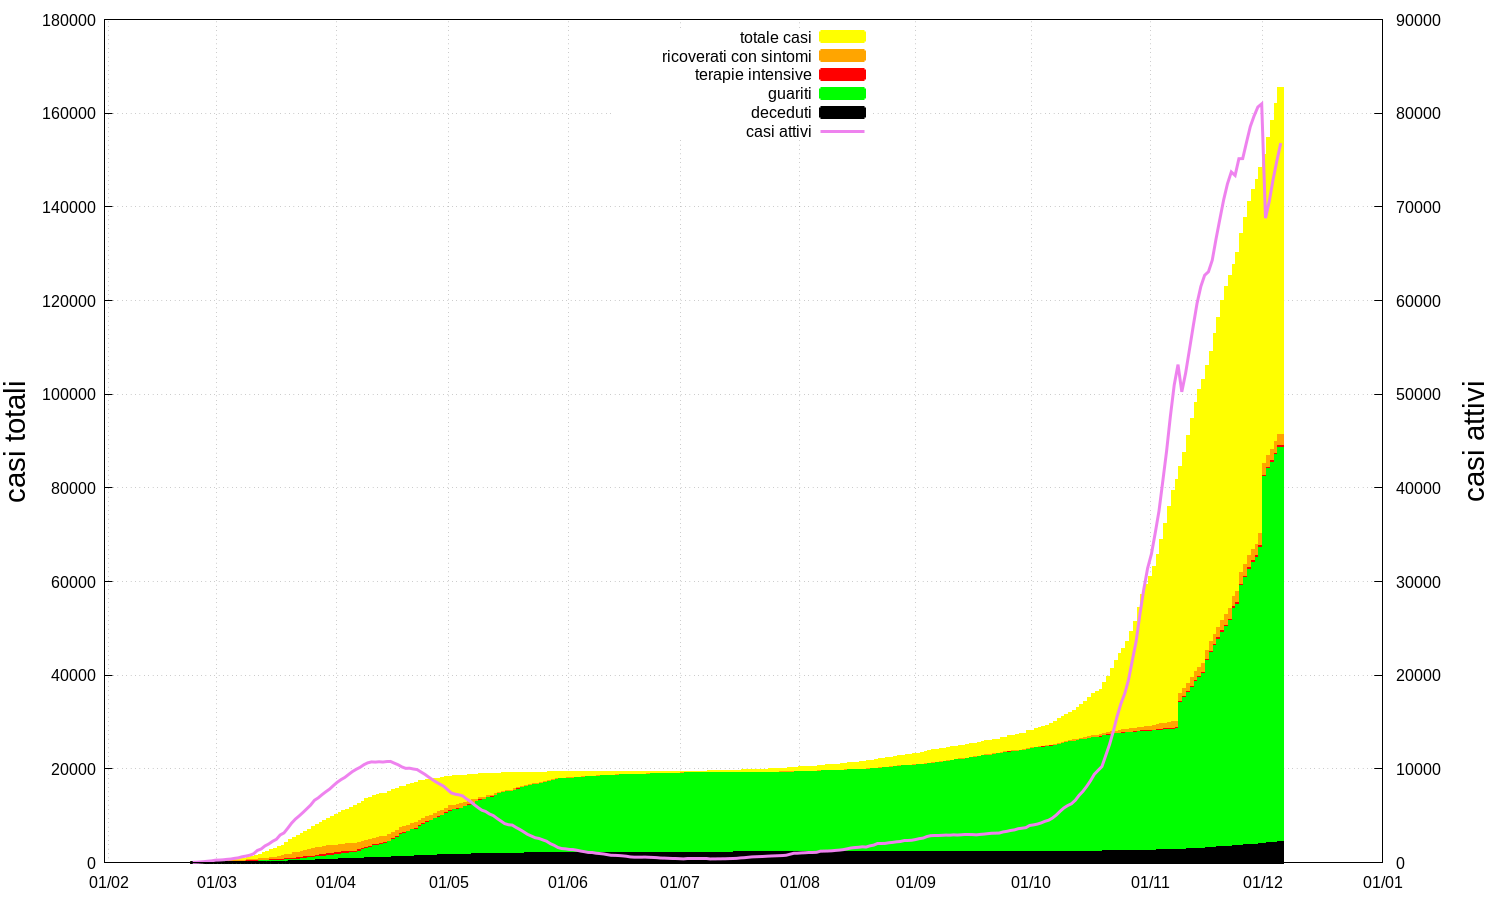 totale casi
ricoverati con sintomi
terapie intensive
guariti
deceduti
casi attivi
casi totali
180000
160000
140000
120000
100000
80000
60000
40000
20000
0
90000
80000
70000
60000
50000
40000
30000
20000
10000
0
casi attivi
01/02 01/03 01/04 01/05 01/06 01/07 01/08 01/09 01/10 01/11 01/12 01/01